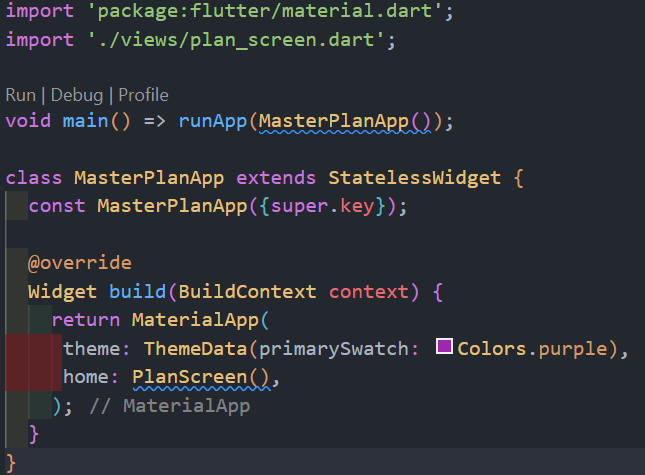 import 'package:flutter/material.dart';
import './views/plan_screen.dart';
Run | Debug | Profile
void main() => runApp(MasterPlanApp());
class MasterPlanApp extends StatelessWidget {
const MasterPlanApp({super.key});
@override
Widget build(BuildContext context) {
return MaterialApp(
theme: ThemeData(primarySwatch: Colors.purple),
home: PlanScreen(),
); // MaterialApp
}
}